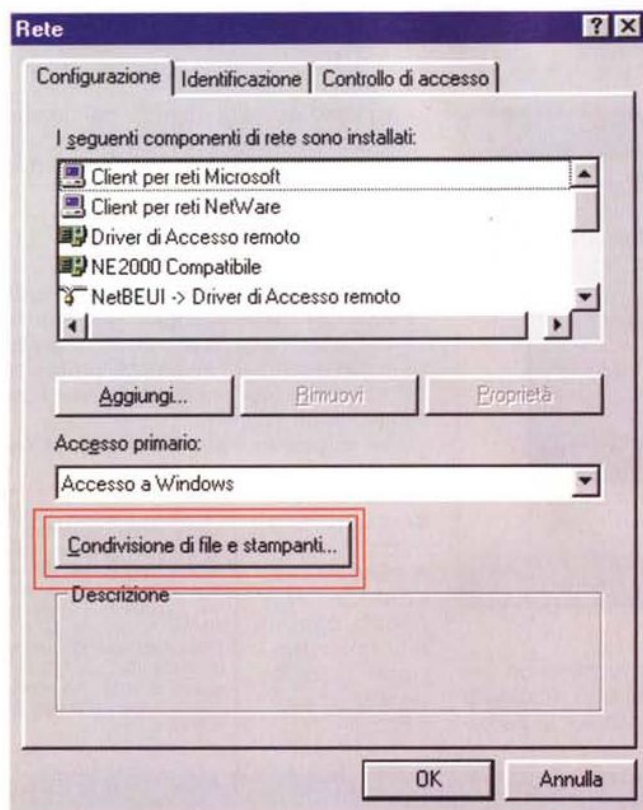 Rete
Configurazione Identificazione Controllo di accesso
I seguenti componenti di rete sono installati:
Client per reti Microsoft
Client per reti NetWare
Driver di Accesso remoto
NE2000 Compatibile
NetBEUI -> Driver di Accesso remoto
Aggiungi... Rimuovi Proprietà
Accesso primario:
Accesso a Windows
Condivisione di file e stampanti...
Descrizione
OK Annulla